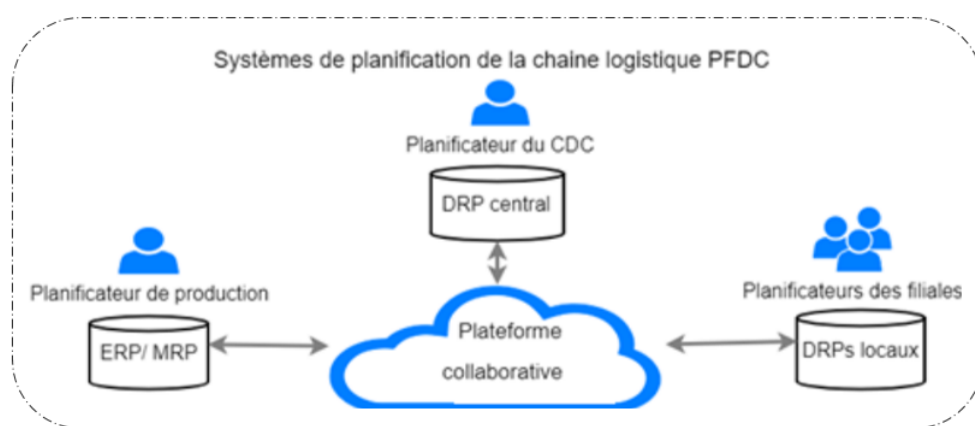 Systèmes de planification de la chaine logistique PFDC
Planificateur du CDC
DRP central
Planificateur de production
Planificateurs des filiales
ERP/ MRP
Plateforme
collaborative
DRPs locaux